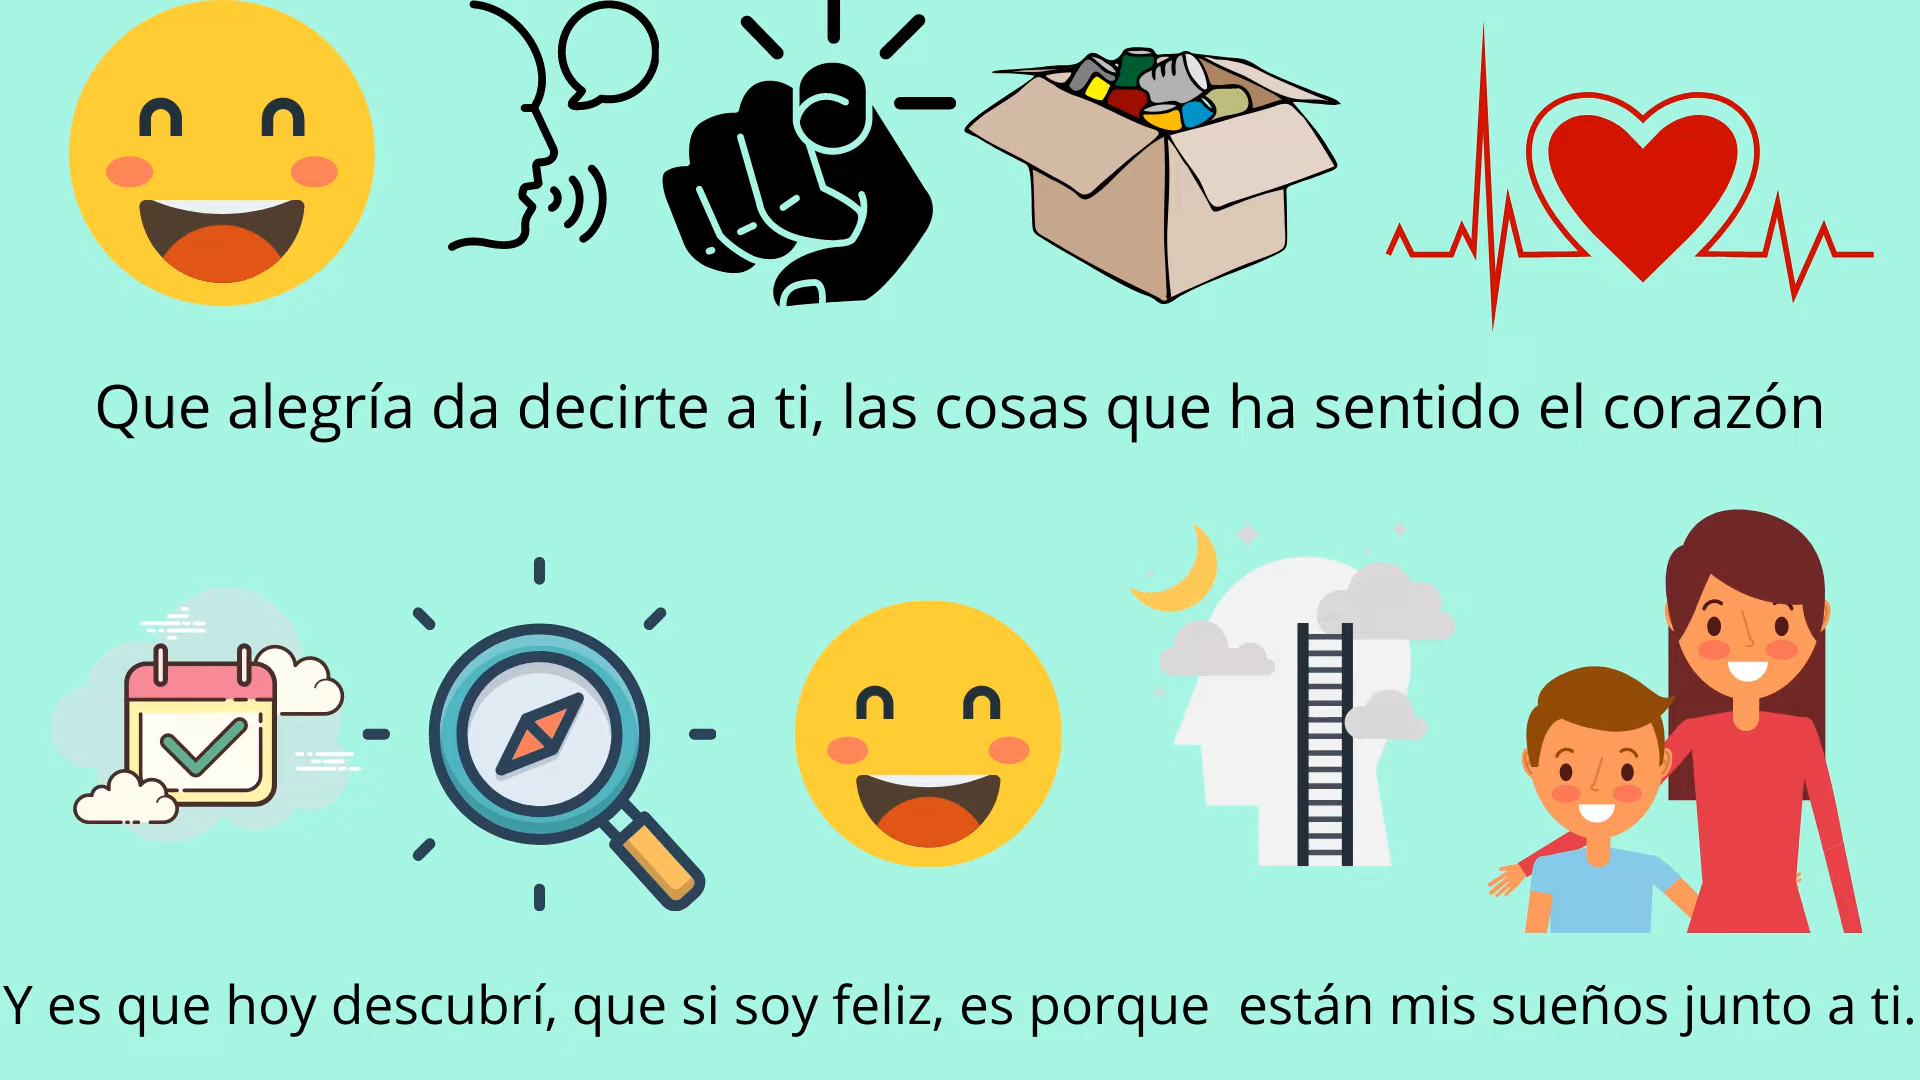 Que alegría da decirte a ti, las cosas que ha sentido el corazón
Y es que hoy descubrí, que si soy feliz, es porque están mis sueños junto a ti.